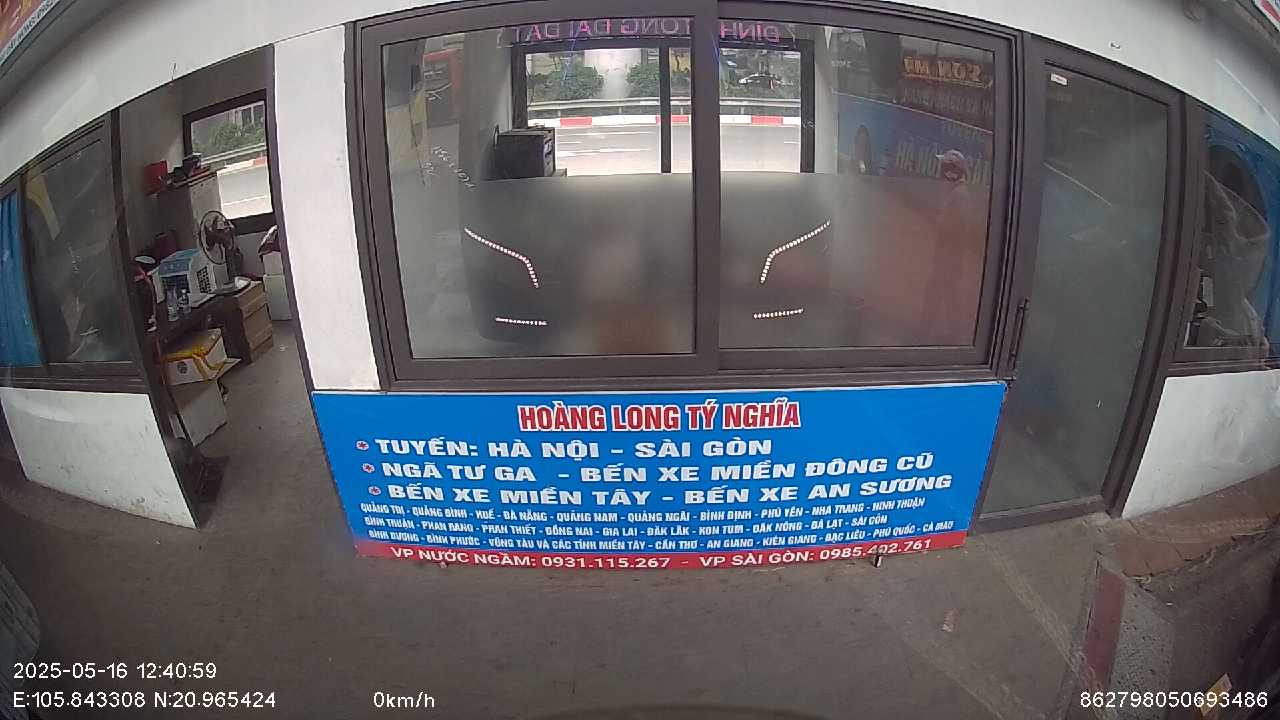 SƠN MỸ
HOÀNG LONG TÝ NGHĨA
TUYẾN: HÀ NỘI - SÀI GÒN
NGÃ TƯ GA - BẾN XE MIỀN ĐÔNG CŨ
BẾN XE MIỀN TÂY - BẾN XE AN SƯƠNG
QUẢNG TRỊ - QUẢNG BÌNH - HUẾ - ĐÀ NẴNG - QUẢNG NAM - QUẢNG NGÃI - BÌNH ĐỊNH - PHÚ YÊN - NHA TRANG - NINH THUẬN
BÌNH THUẬN - PHAN RANG - PHAN THIẾT - ĐỒNG NAI - GIA LAI - ĐĂK LĂK - KON TUM - ĐĂK NÔNG - ĐÀ LẠT - SÀI GÒN
BÌNH DƯƠNG - BÌNH PHƯỚC - VŨNG TÀU VÀ CÁC TỈNH MIỀN TÂY - CẦN THƠ - AN GIANG - KIÊN GIANG - BẠC LIÊU - PHÚ QUỐC - CÀ MAU
VP NƯỚC NGẦM: 0931.115.267 - VP SÀI GÒN: 0985.402.761
2025-05-16 12:40:59
E:105.843308 N:20.965424 0km/h 862798050693486